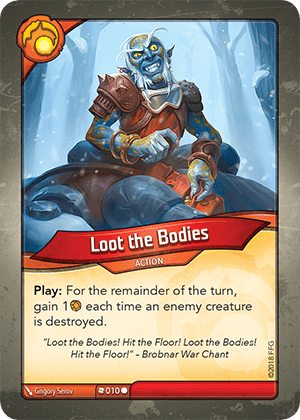 Loot the Bodies
ACTION
Play: For the remainder of the turn,
gain 1 each time an enemy creature
is destroyed.
“Loot the Bodies! Hit the Floor! Loot the Bodies!
Hit the Floor!” – Brobnar War Chant
©2018 FFG
Grigory Serov
010